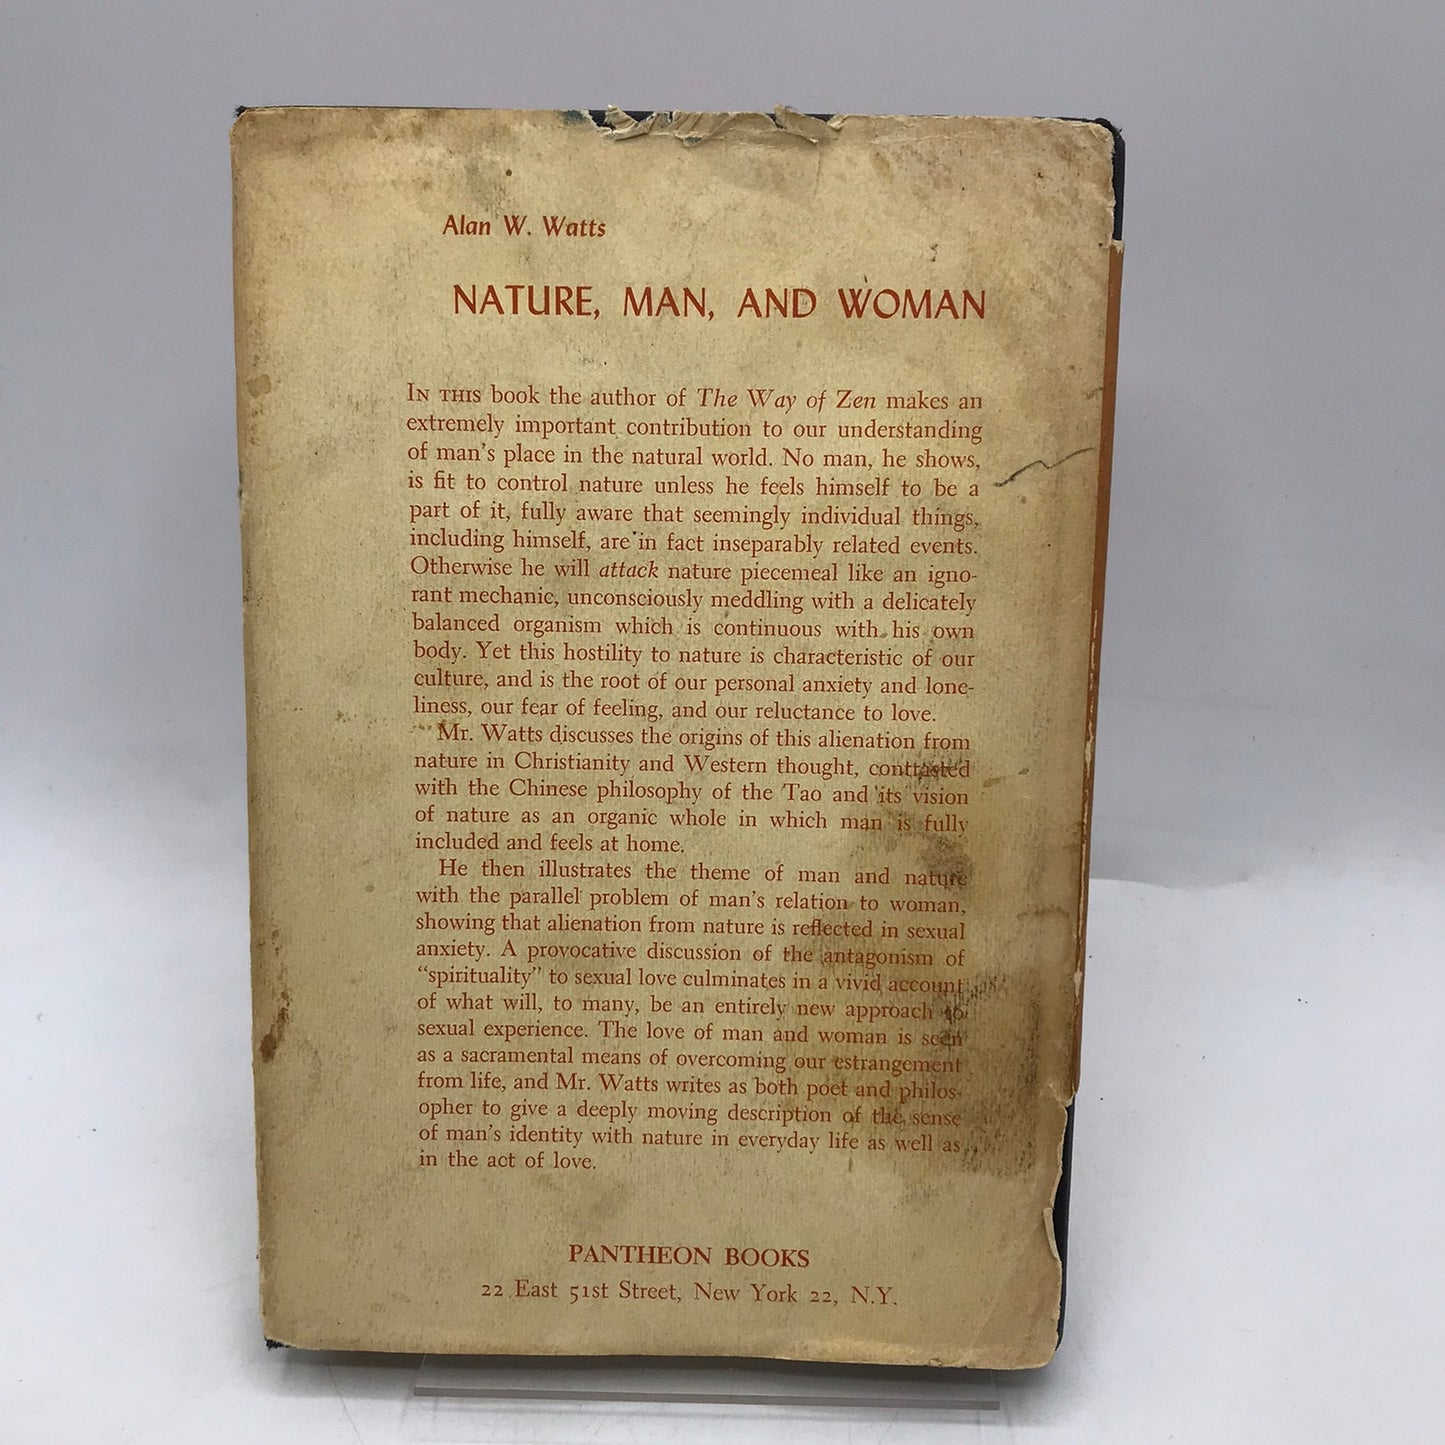 Alan W. Watts
NATURE, MAN, AND WOMAN
IN THIS book the author of The Way of Zen makes an
extremely important contribution to our understanding
of man's place in the natural world. No man, he shows,
is fit to control nature unless he feels himself to be a
part of it, fully aware that seemingly individual things,
including himself, are in fact inseparably related events.
Otherwise he will attack nature piecemeal like an igno-
rant mechanic, unconsciously meddling with a delicately
balanced organism which is continuous with his own
body. Yet this hostility to nature is characteristic of our
culture, and is the root of our personal anxiety and lone-
liness, our fear of feeling, and our reluctance to love.
Mr. Watts discusses the origins of this alienation from
nature in Christianity and Western thought, contrasted
with the Chinese philosophy of the Tao and its vision
of nature as an organic whole in which man is fully
included and feels at home.
He then illustrates the theme of man and nature
with the parallel problem of man's relation to woman,
showing that alienation from nature is reflected in sexual
anxiety. A provocative discussion of the antagonism of
“spirituality” to sexual love culminates in a vivid account
of what will, to many, be an entirely new approach to
sexual experience. The love of man and woman is seen
as a sacramental means of overcoming our estrangement
from life, and Mr. Watts writes as both poet and philos-
opher to give a deeply moving description of the sense
of man's identity with nature in everyday life as well as
in the act of love.
PANTHEON BOOKS
22 East 51st Street, New York 22, N.Y.